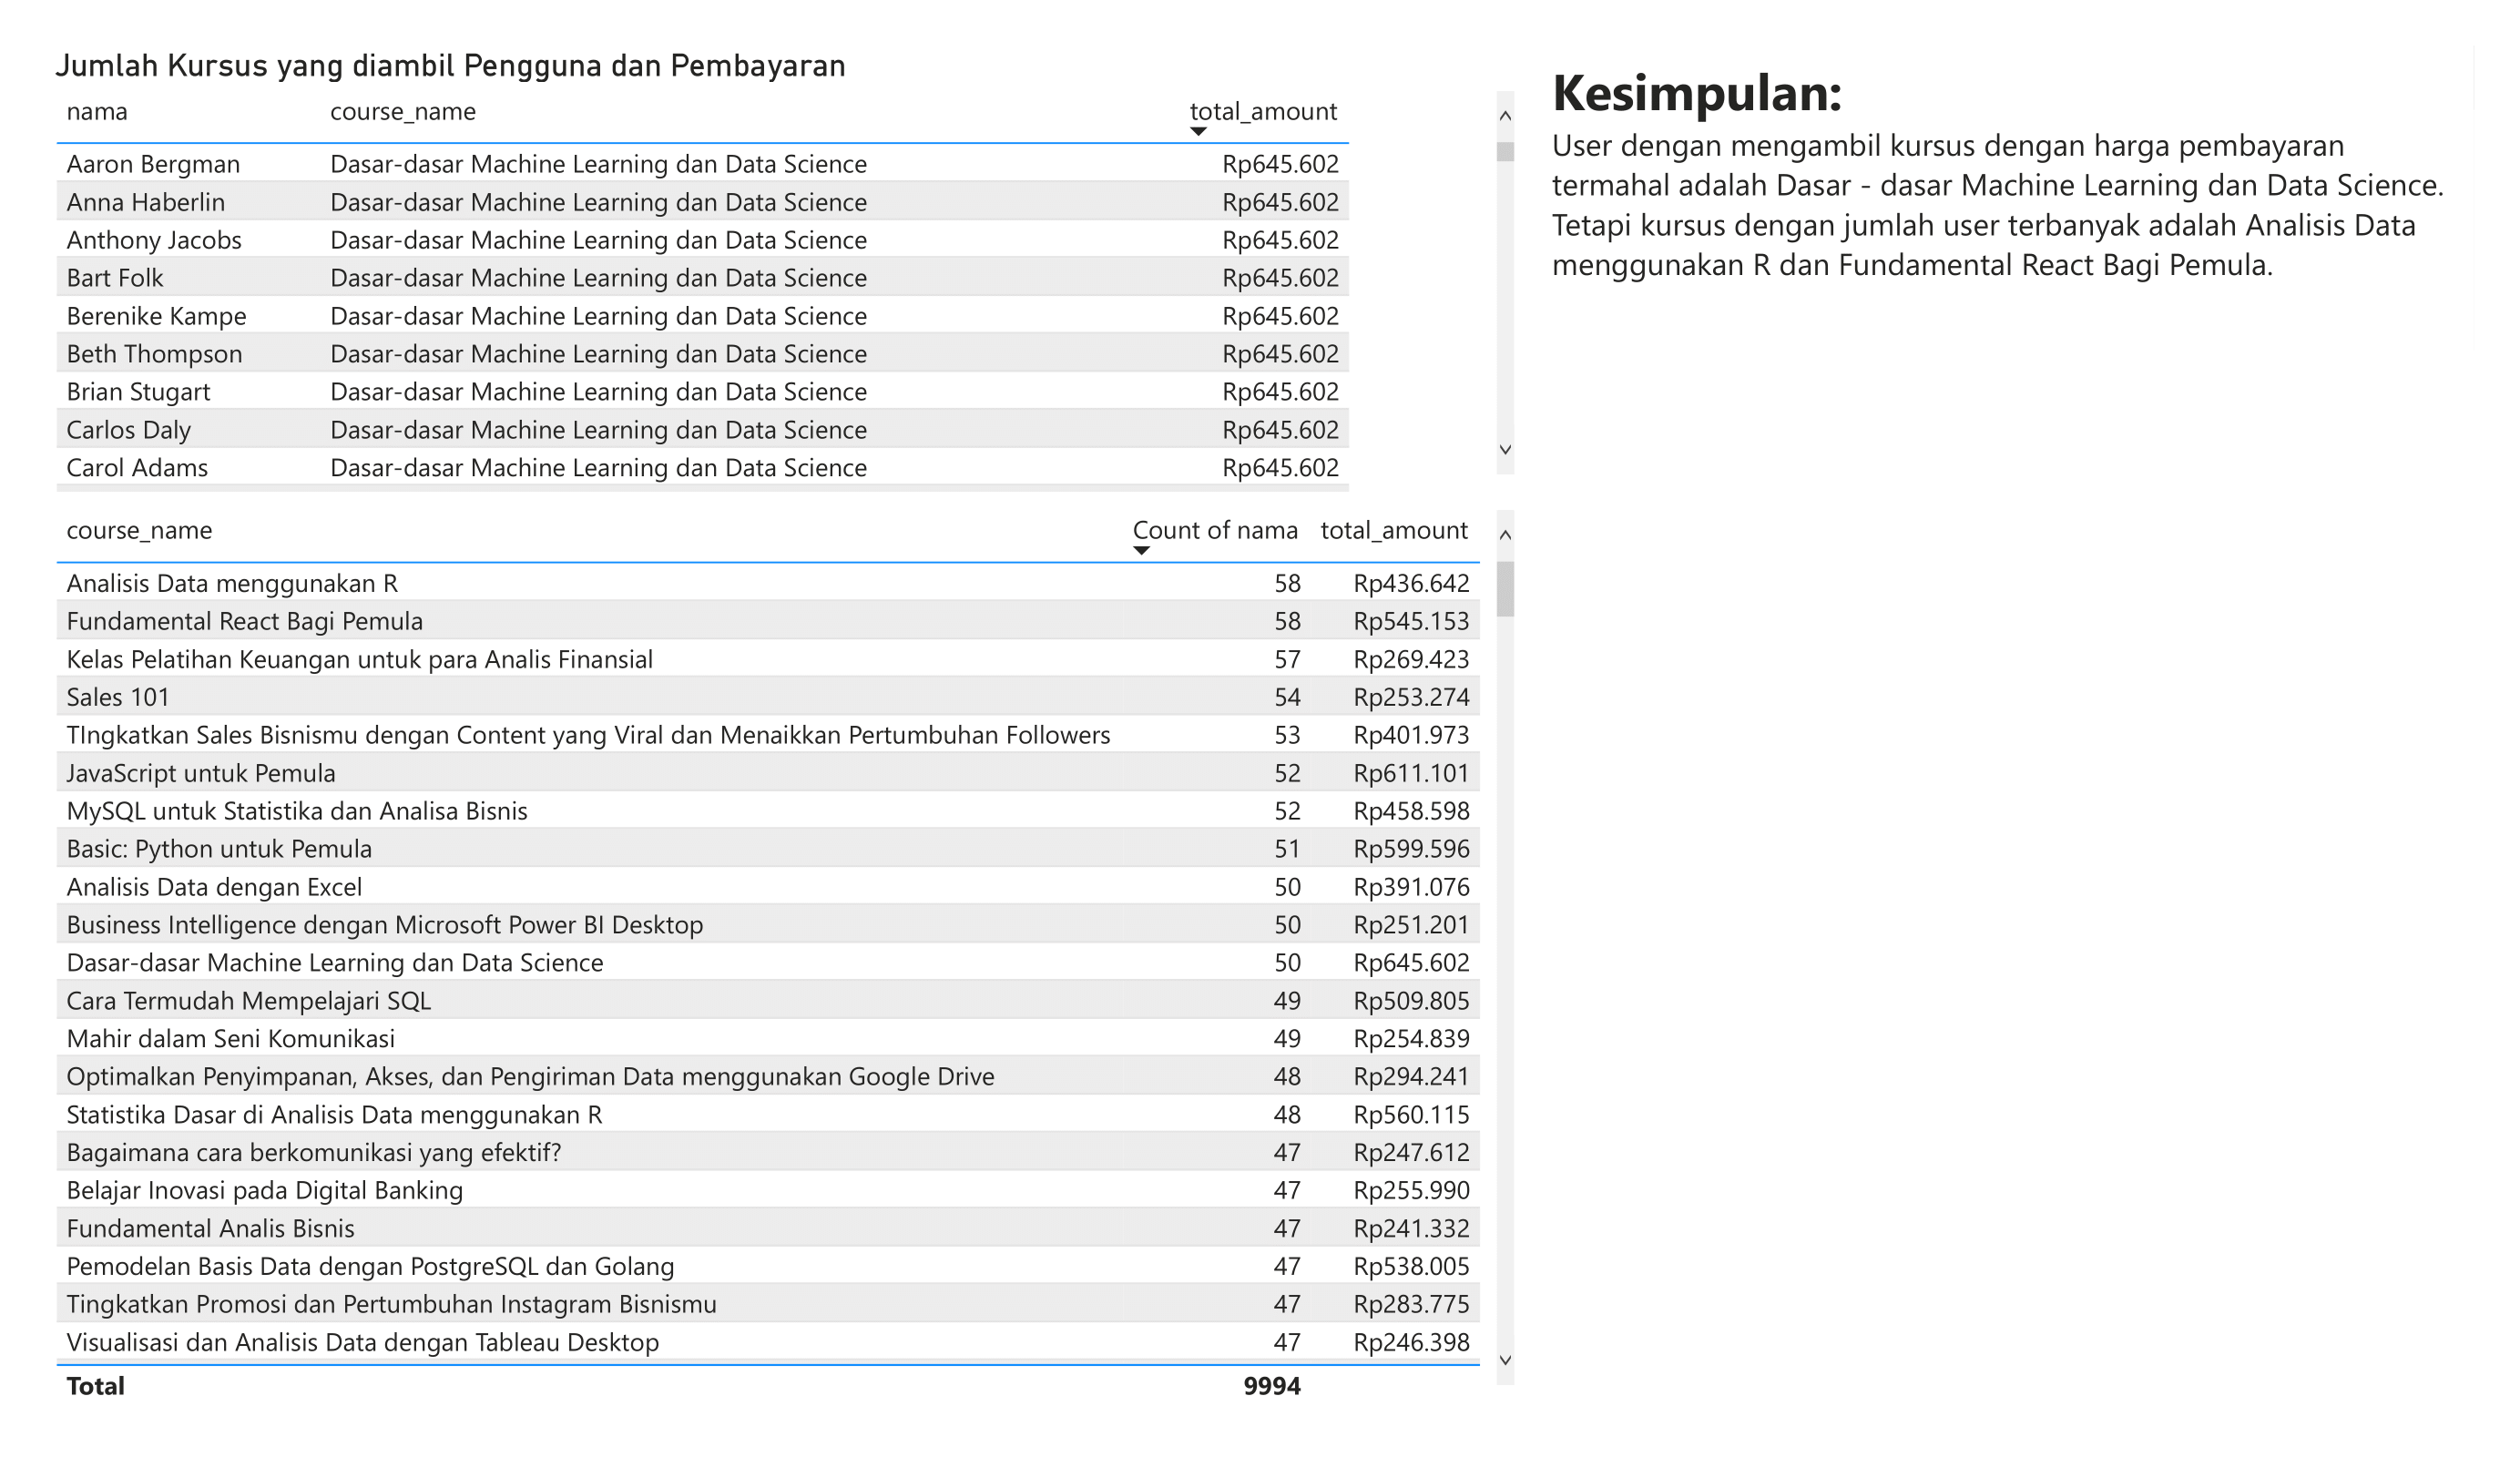 Jumlah Kursus yang diambil Pengguna dan Pembayaran
nama course_name total_amount
Aaron Bergman Dasar-dasar Machine Learning dan Data Science Rp645.602
Anna Haberlin Dasar-dasar Machine Learning dan Data Science Rp645.602
Anthony Jacobs Dasar-dasar Machine Learning dan Data Science Rp645.602
Bart Folk Dasar-dasar Machine Learning dan Data Science Rp645.602
Berenike Kampe Dasar-dasar Machine Learning dan Data Science Rp645.602
Beth Thompson Dasar-dasar Machine Learning dan Data Science Rp645.602
Brian Stugart Dasar-dasar Machine Learning dan Data Science Rp645.602
Carlos Daly Dasar-dasar Machine Learning dan Data Science Rp645.602
Carol Adams Dasar-dasar Machine Learning dan Data Science Rp645.602
course_name Count of nama total_amount
Analisis Data menggunakan R 58 Rp436.642
Fundamental React Bagi Pemula 58 Rp545.153
Kelas Pelatihan Keuangan untuk para Analis Finansial 57 Rp269.423
Sales 101 54 Rp253.274
TIngkatkan Sales Bisnismu dengan Content yang Viral dan Menaikkan Pertumbuhan Followers 53 Rp401.973
JavaScript untuk Pemula 52 Rp611.101
MySQL untuk Statistika dan Analisa Bisnis 52 Rp458.598
Basic: Python untuk Pemula 51 Rp599.596
Analisis Data dengan Excel 50 Rp391.076
Business Intelligence dengan Microsoft Power BI Desktop 50 Rp251.201
Dasar-dasar Machine Learning dan Data Science 50 Rp645.602
Cara Termudah Mempelajari SQL 49 Rp509.805
Mahir dalam Seni Komunikasi 49 Rp254.839
Optimalkan Penyimpanan, Akses, dan Pengiriman Data menggunakan Google Drive 48 Rp294.241
Statistika Dasar di Analisis Data menggunakan R 48 Rp560.115
Bagaimana cara berkomunikasi yang efektif? 47 Rp247.612
Belajar Inovasi pada Digital Banking 47 Rp255.990
Fundamental Analis Bisnis 47 Rp241.332
Pemodelan Basis Data dengan PostgreSQL dan Golang 47 Rp538.005
Tingkatkan Promosi dan Pertumbuhan Instagram Bisnismu 47 Rp283.775
Visualisasi dan Analisis Data dengan Tableau Desktop 47 Rp246.398
Total 9994
Kesimpulan:
User dengan mengambil kursus dengan harga pembayaran
termahal adalah Dasar - dasar Machine Learning dan Data Science.
Tetapi kursus dengan jumlah user terbanyak adalah Analisis Data
menggunakan R dan Fundamental React Bagi Pemula.